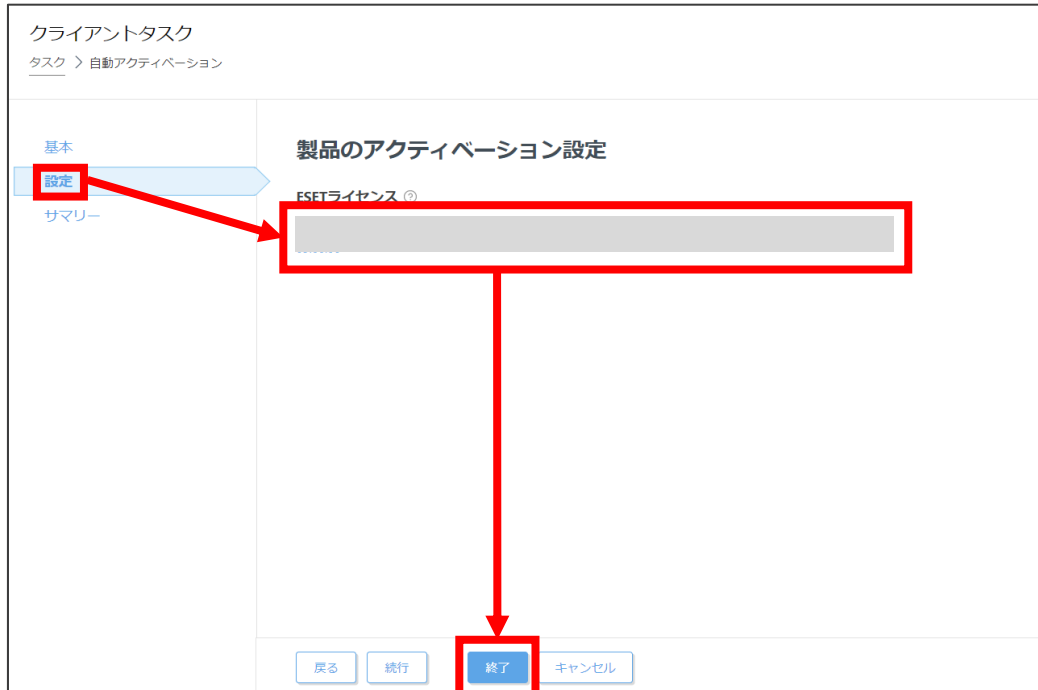 クライアントタスク
タスク > 自動アクティベーション
基本
設定
サマリー
製品のアクティベーション設定
ESETライセンス ?
戻る
続行
終了
キャンセル